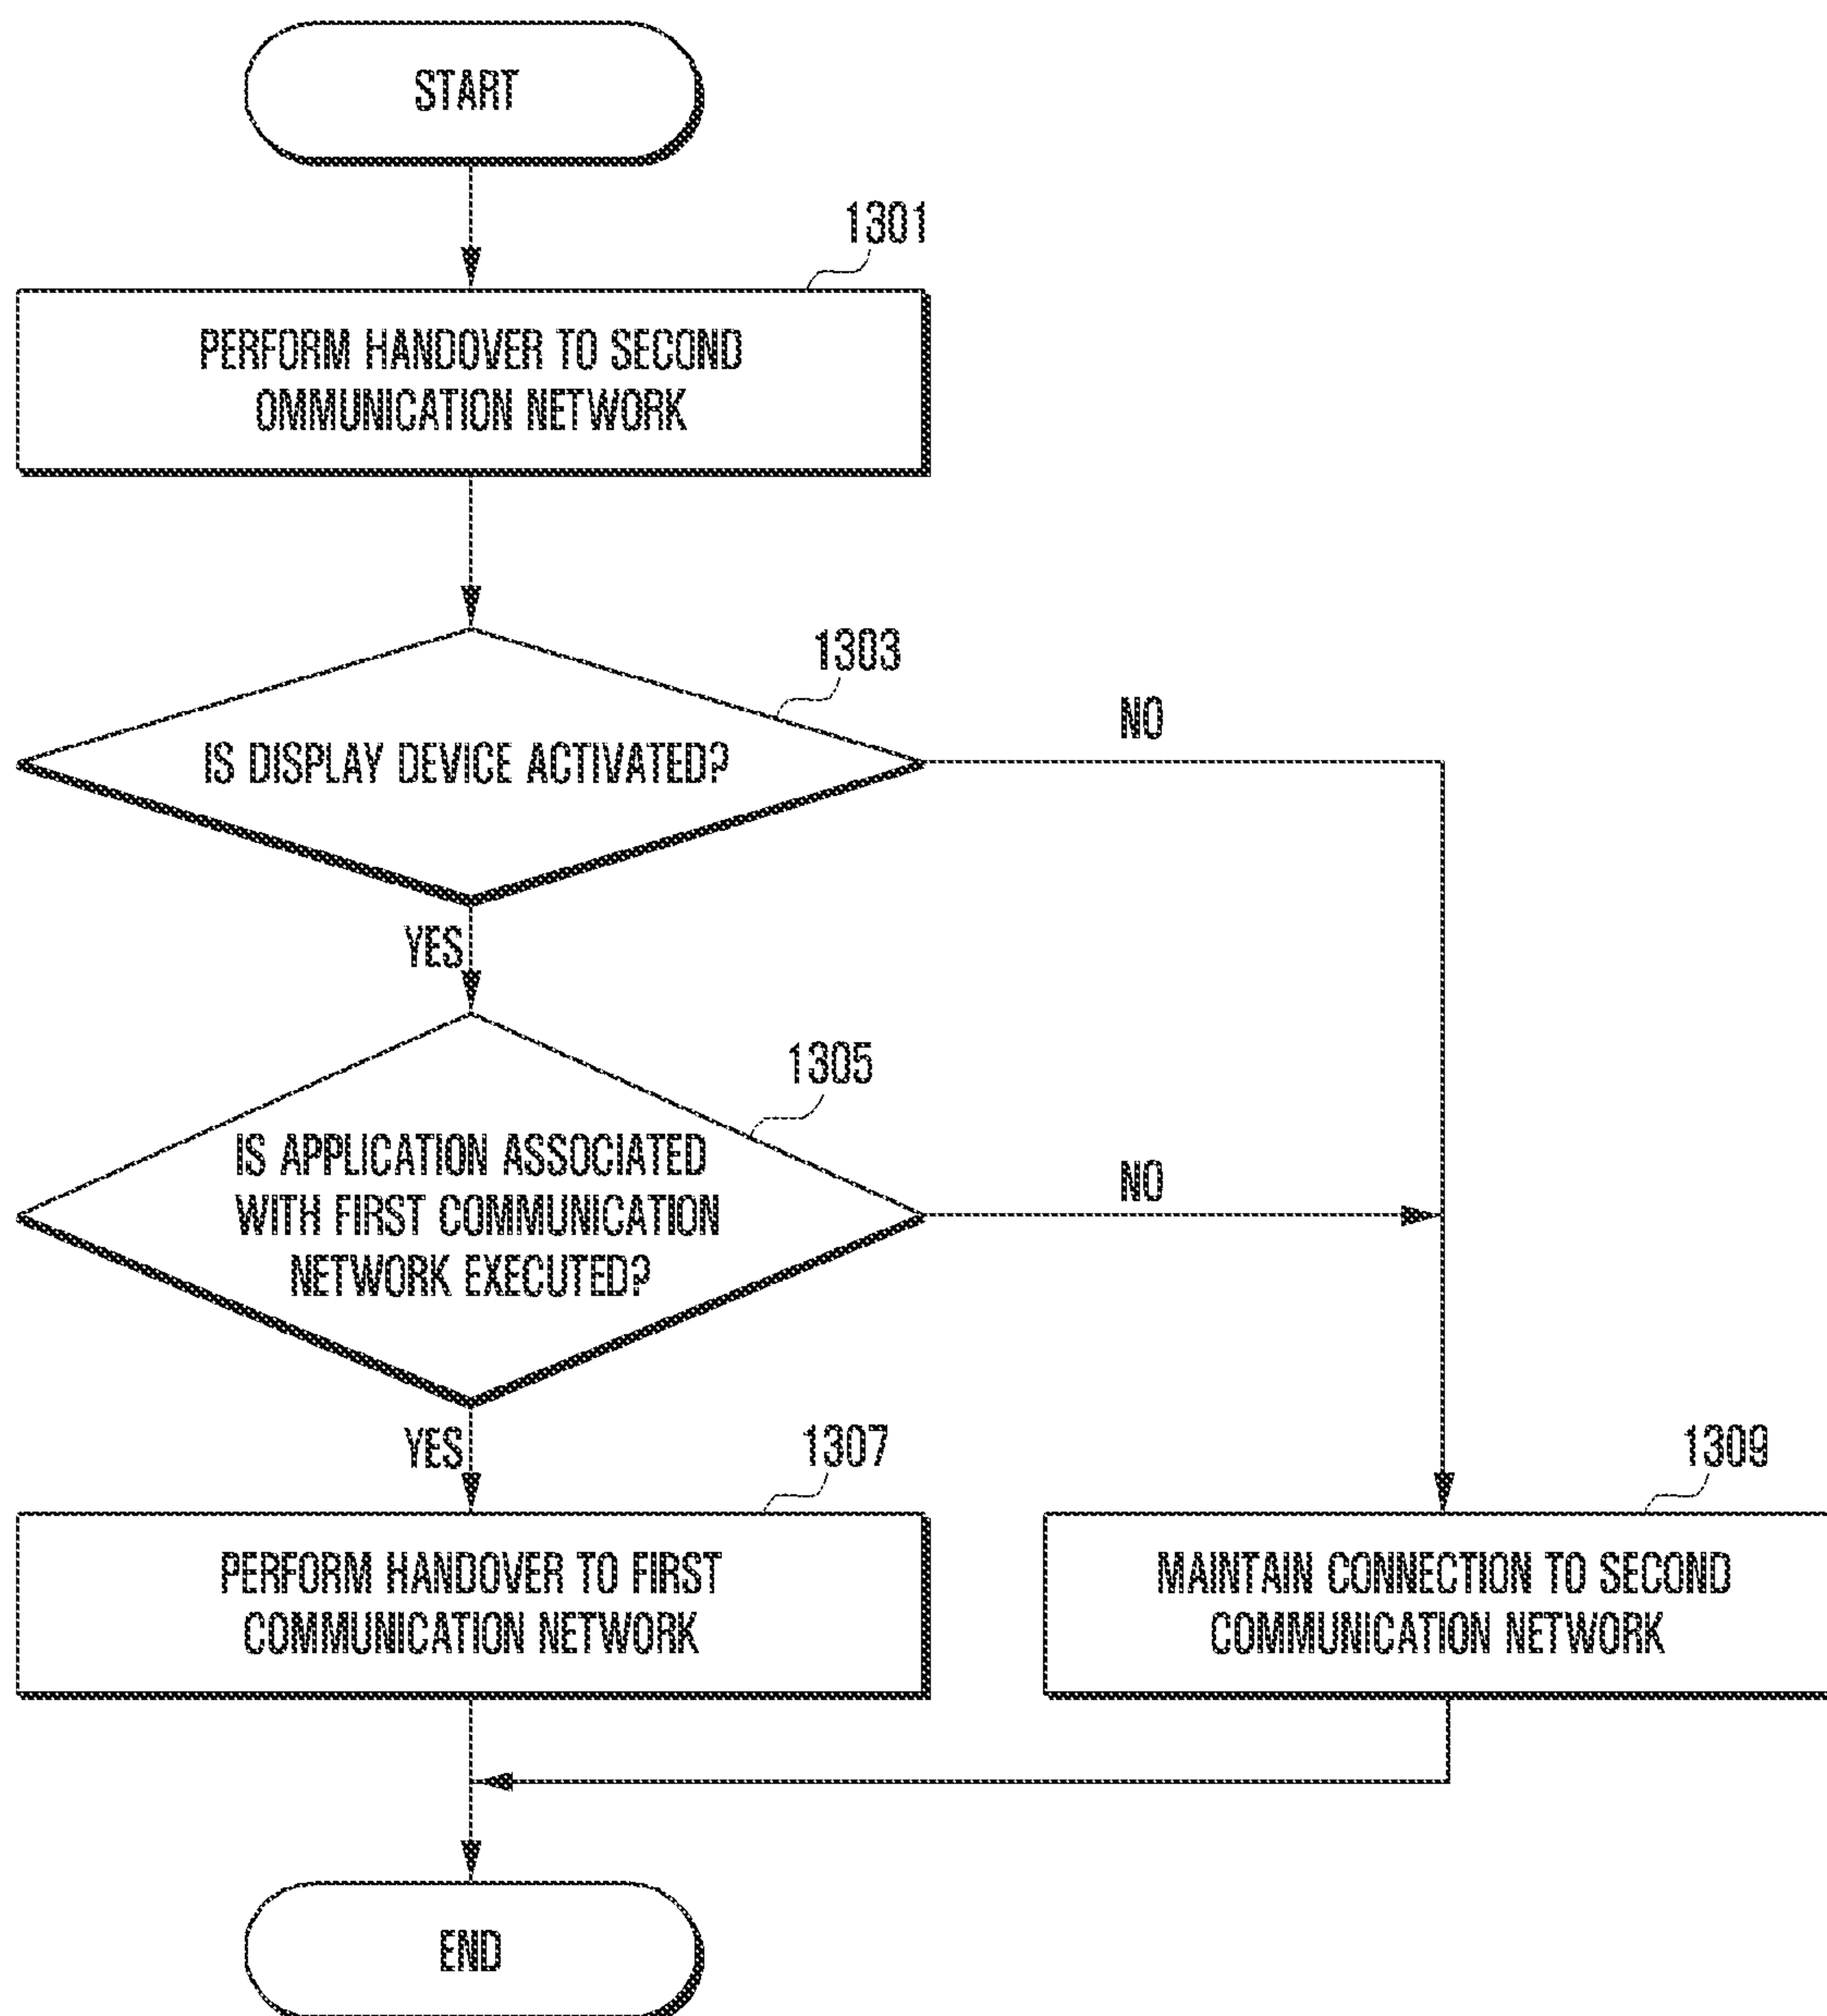 START
1301
PERFORM HANDOVER TO SECOND
OMMUNICATION NETWORK
1303
IS DISPLAY DEVICE ACTIVATED?
NO
YES
1305
IS APPLICATION ASSOCIATED
WITH FIRST COMMUNICATION
NETWORK EXECUTED?
NO
YES
1307
PERFORM HANDOVER TO FIRST
COMMUNICATION NETWORK
1309
MAINTAIN CONNECTION TO SECOND
COMMUNICATION NETWORK
END